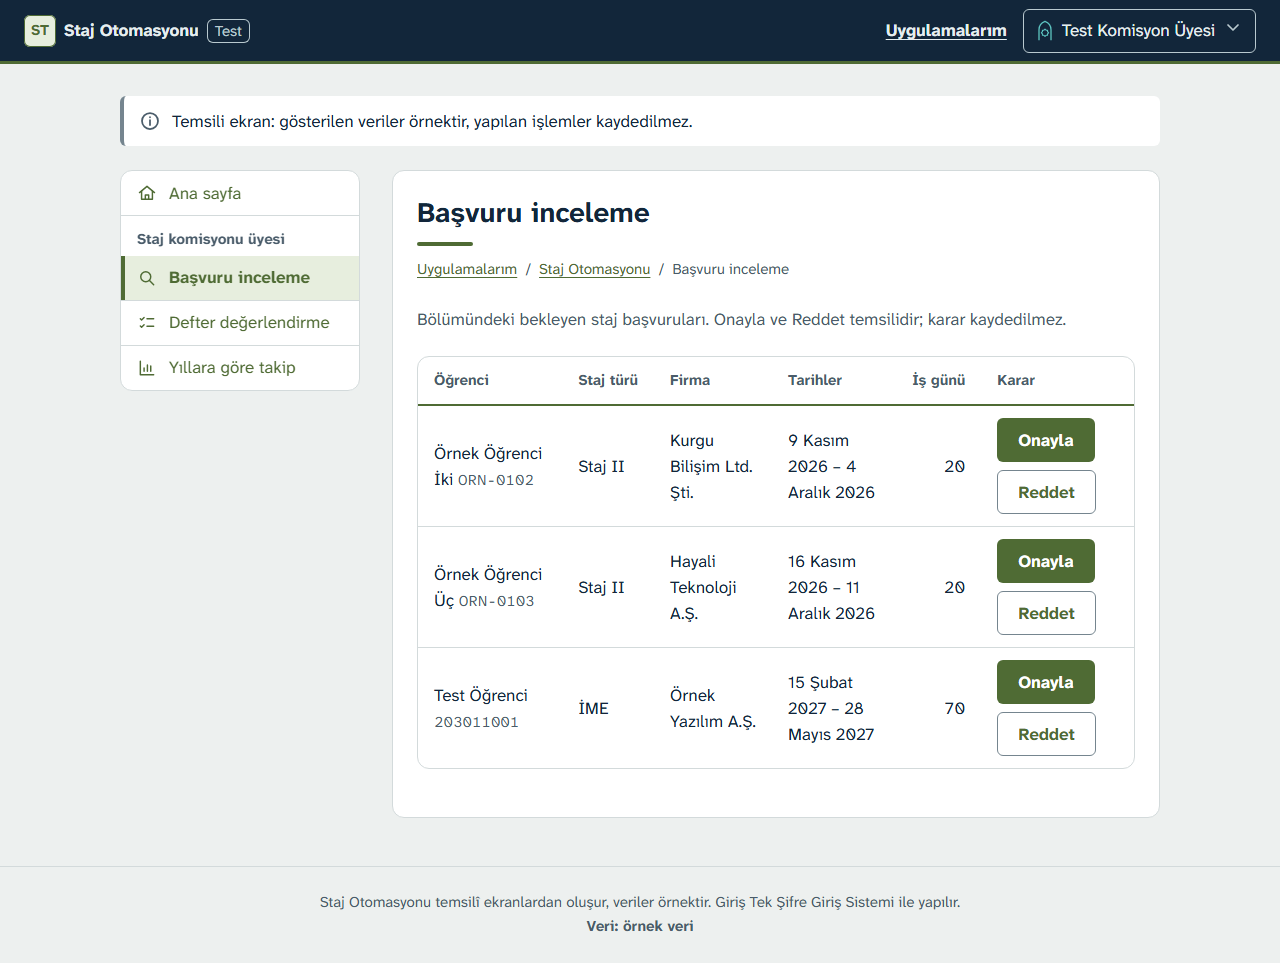 ST Staj Otomasyonu Test
Uygulamalarım
Test Komisyon Üyesi
Temsili ekran: gösterilen veriler örnektir, yapılan işlemler kaydedilmez.
Ana sayfa
Staj komisyonu üyesi
Başvuru inceleme
Defter değerlendirme
Yıllara göre takip
Başvuru inceleme
Uygulamalarım / Staj Otomasyonu / Başvuru inceleme
Bölümündeki bekleyen staj başvuruları. Onayla ve Reddet temsilidir; karar kaydedilmez.
Öğrenci Staj türü Firma Tarihler İş günü Karar
Örnek Öğrenci
İki ORN-0102
Staj II
Kurgu
Bilişim Ltd.
Şti.
9 Kasım
2026 – 4
Aralık 2026
20
Onayla
Reddet
Örnek Öğrenci
Üç ORN-0103
Staj II
Hayali
Teknoloji
A.Ş.
16 Kasım
2026 – 11
Aralık 2026
20
Onayla
Reddet
Test Öğrenci
203011001
İME
Örnek
Yazılım A.Ş.
15 Şubat
2027 – 28
Mayıs 2027
70
Onayla
Reddet
Staj Otomasyonu temsilî ekranlardan oluşur, veriler örnektir. Giriş Tek Şifre Giriş Sistemi ile yapılır.
Veri: örnek veri